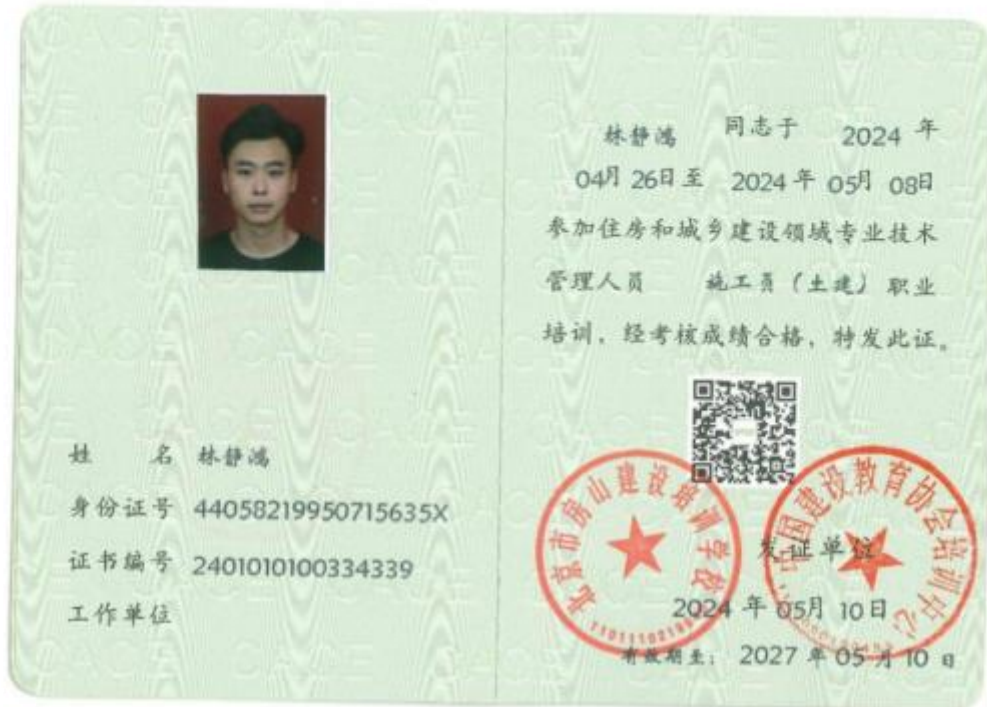 姓 名 林静鸿
身份证号 44058219950715635X
证书编号 2401010100334339
工作单位
林静鸿 同志于 2024 年
04月 26日至 2024 年 05月 08日
参加住房和城乡建设领域专业技术
管理人员 施工员（土建）职业
培训，经考核成绩合格，特发此证。
北京市房山建设培训学校
中国建设教育协会培训中心
发证单位
2024 年 05月 10日
有效期至： 2027 年 05 月 10 日
CACE